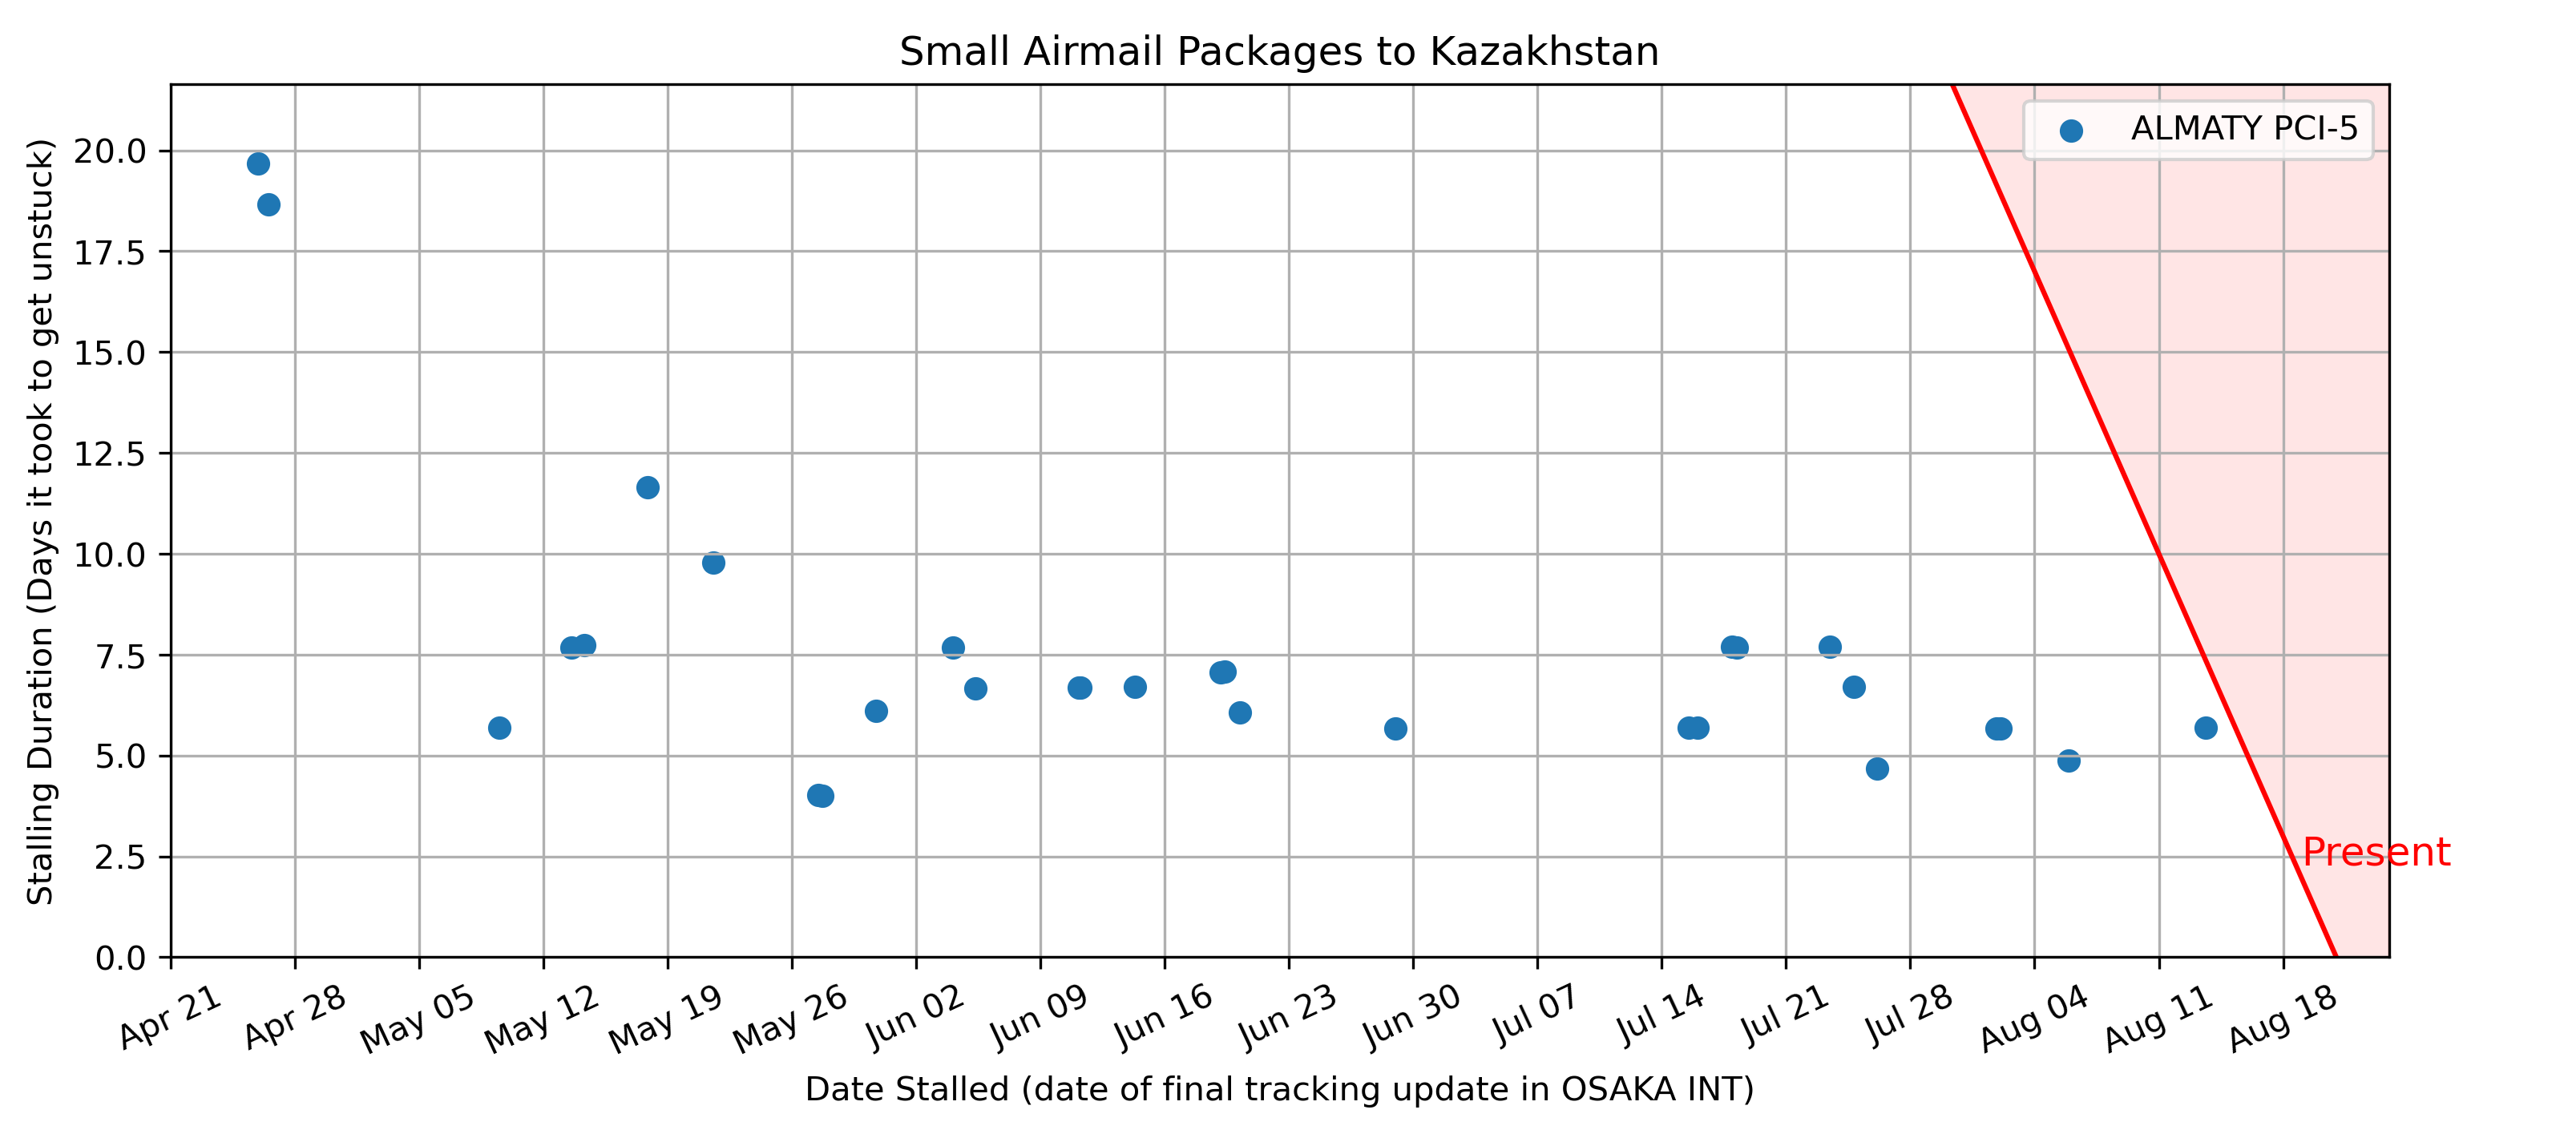 Small Airmail Packages to Kazakhstan
ALMATY PCI-5
Stalling Duration (Days it took to get unstuck)
20.0
17.5
15.0
12.5
10.0
7.5
5.0
2.5
0.0
Present
Apr 21
Apr 28
May 05
May 12
May 19
May 26
Jun 02
Jun 09
Jun 16
Jun 23
Jun 30
Jul 07
Jul 14
Jul 21
Jul 28
Aug 04
Aug 11
Aug 18
Date Stalled (date of final tracking update in OSAKA INT)